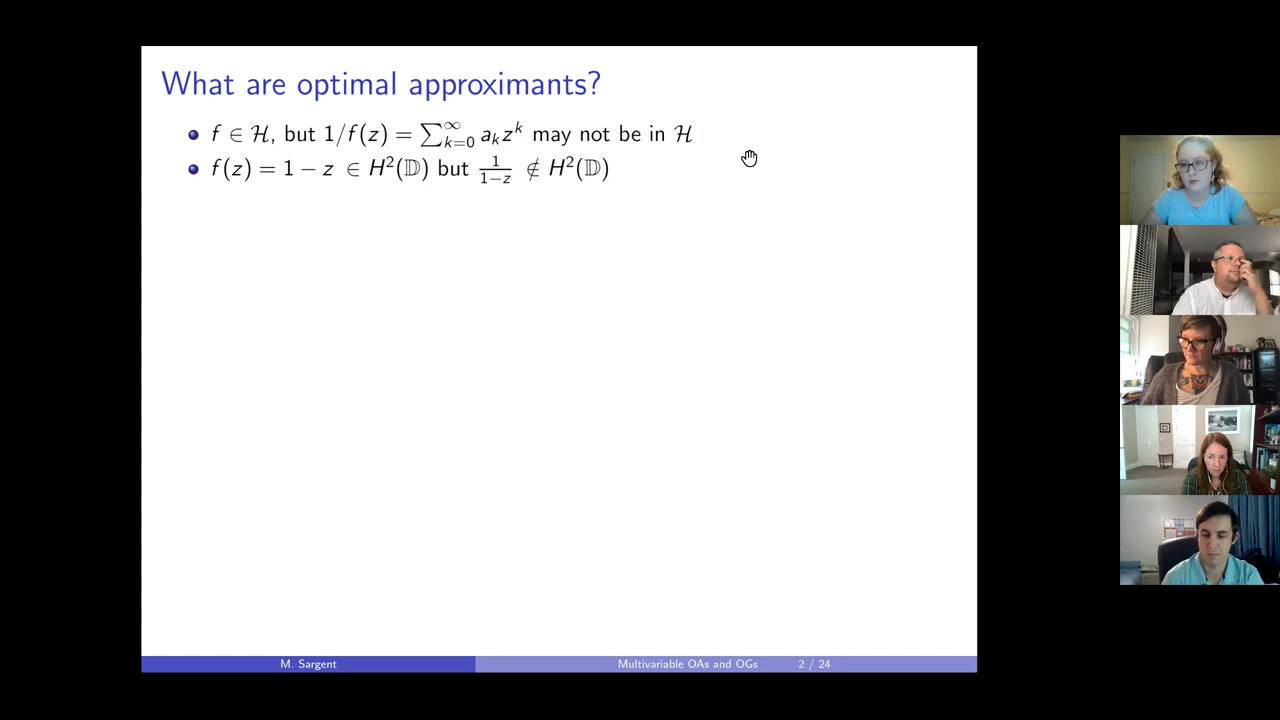 What are optimal approximants?
f ∈ ℋ, but 1/f(z) = ∑_{k=0}^{∞} a_k z^k may not be in ℋ
f(z) = 1 − z ∈ H²(𝔻) but 1/(1−z) ∉ H²(𝔻)
M. Sargent
Multivariable OAs and OGs
2 / 24